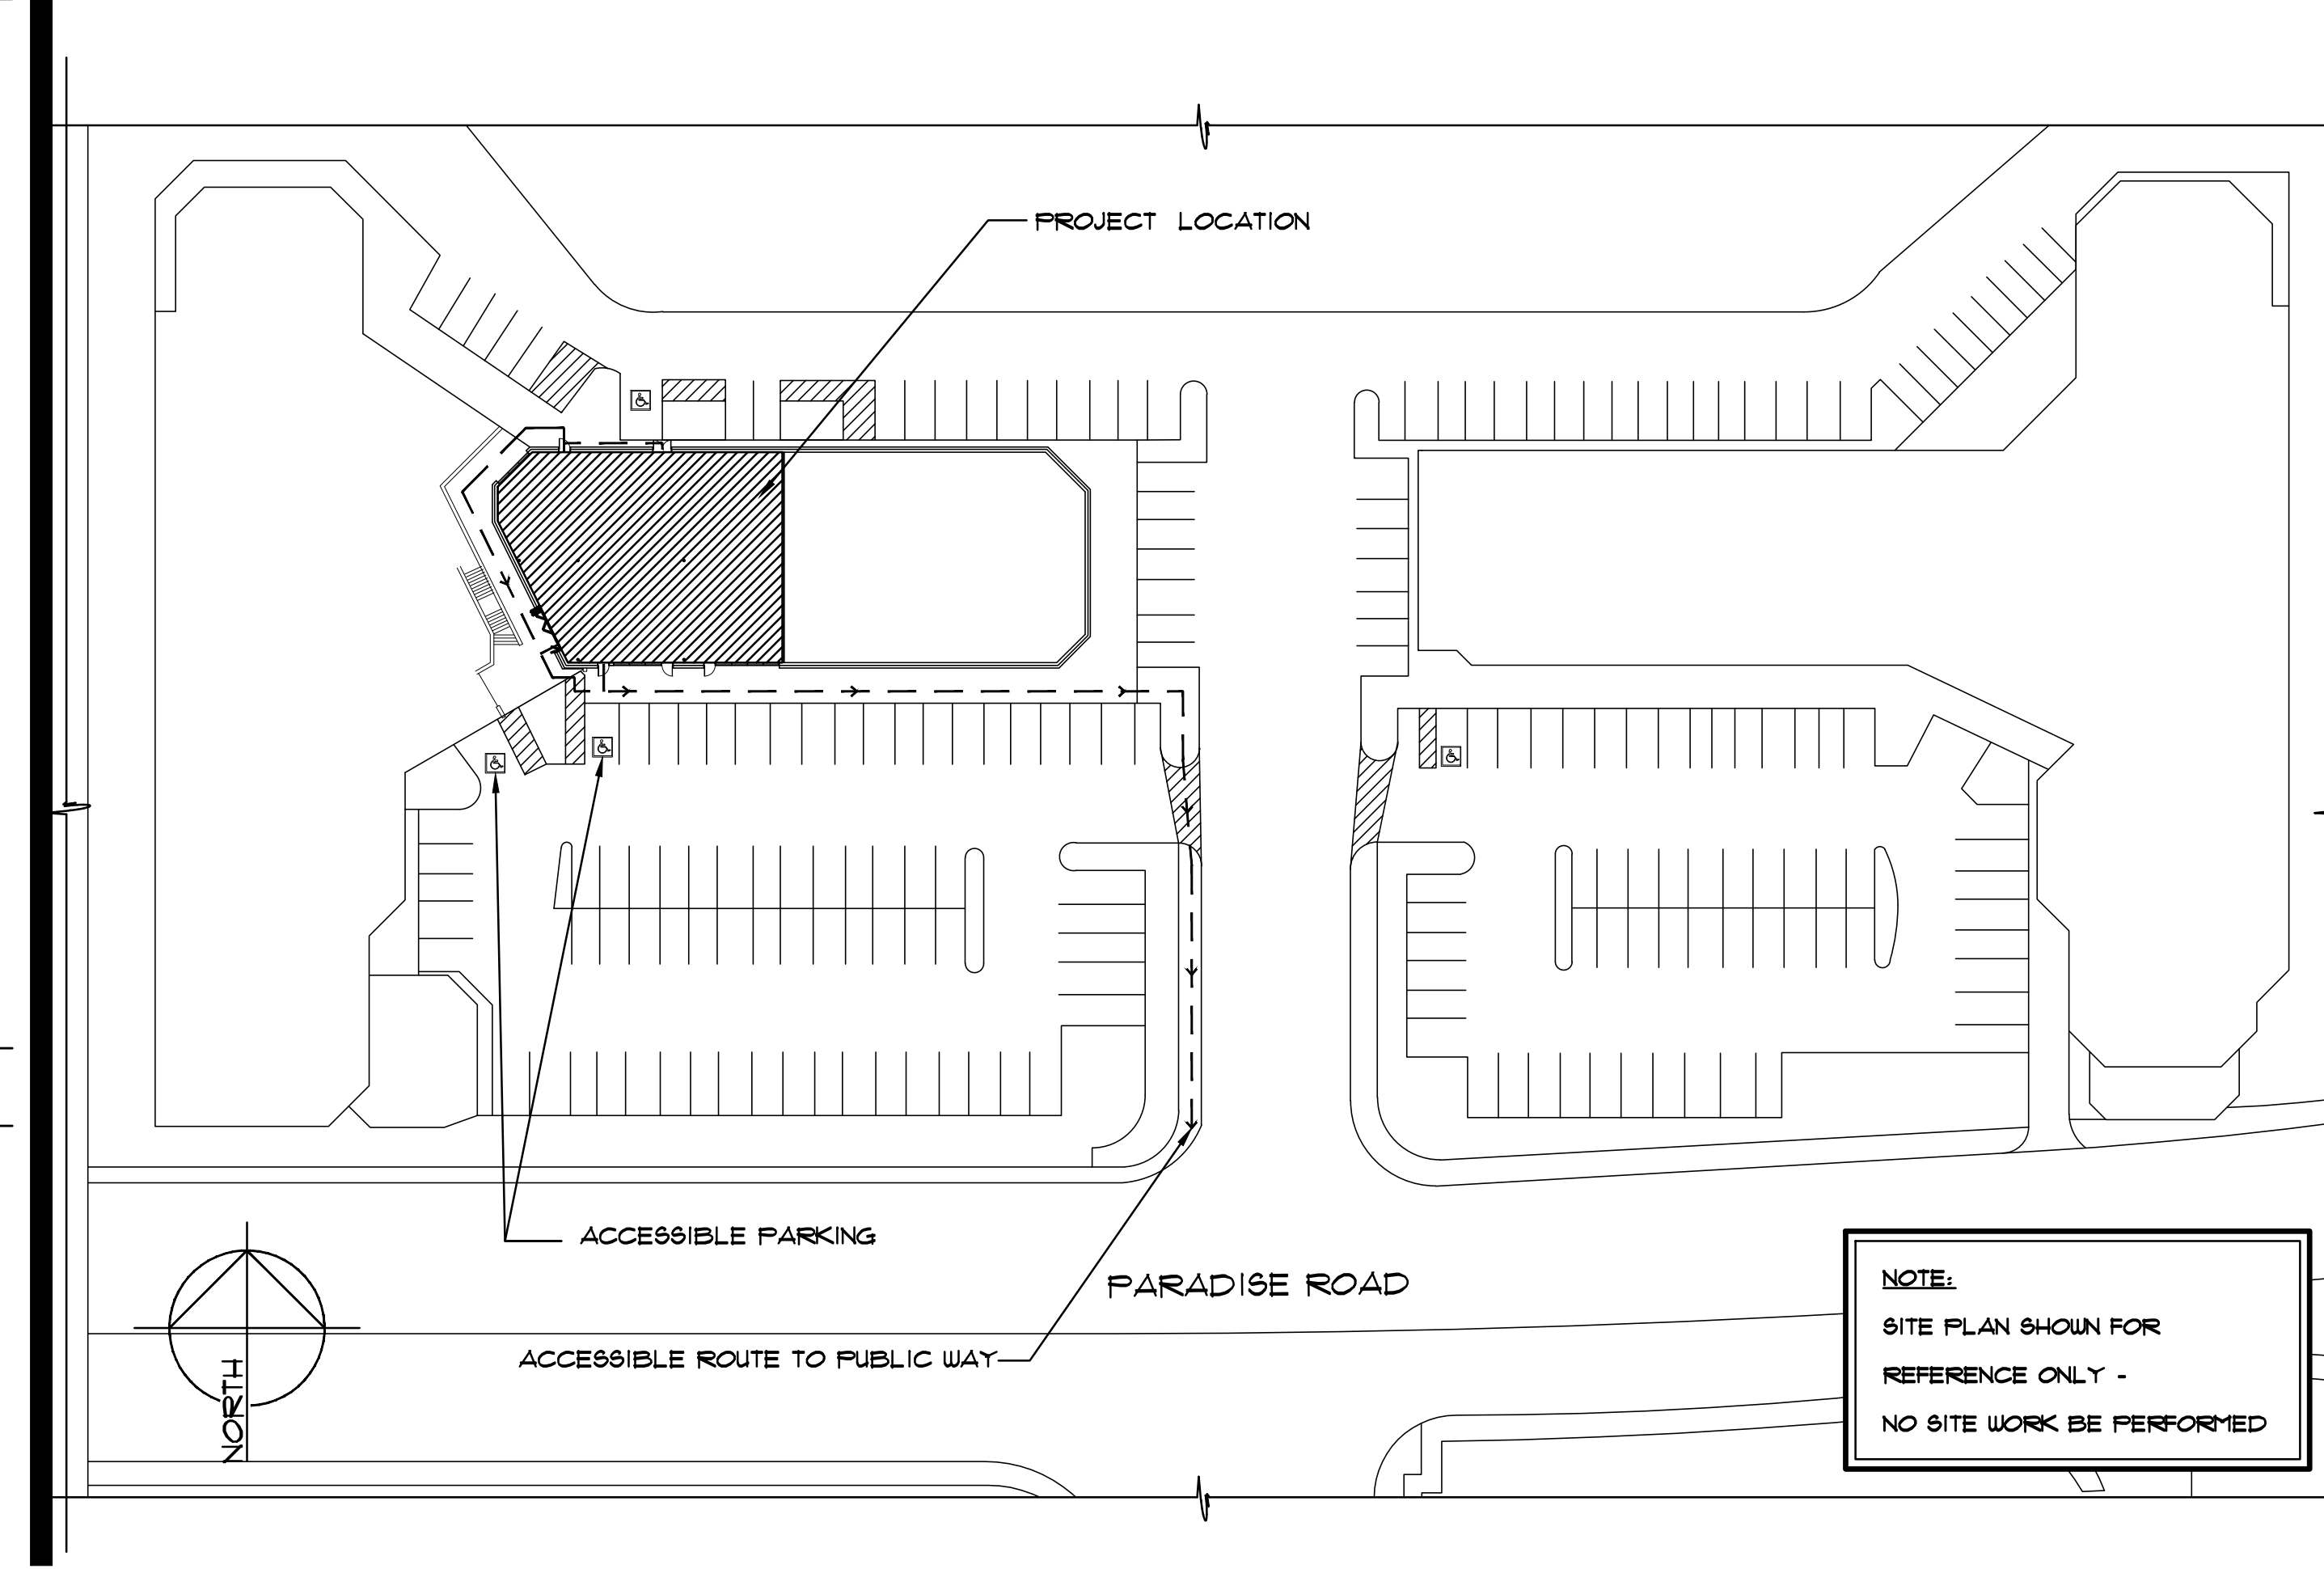 PROJECT LOCATION
ACCESSIBLE PARKING
PARADISE ROAD
ACCESSIBLE ROUTE TO PUBLIC WAY
NORTH
NOTE:
SITE PLAN SHOWN FOR
REFERENCE ONLY -
NO SITE WORK BE PERFORMED